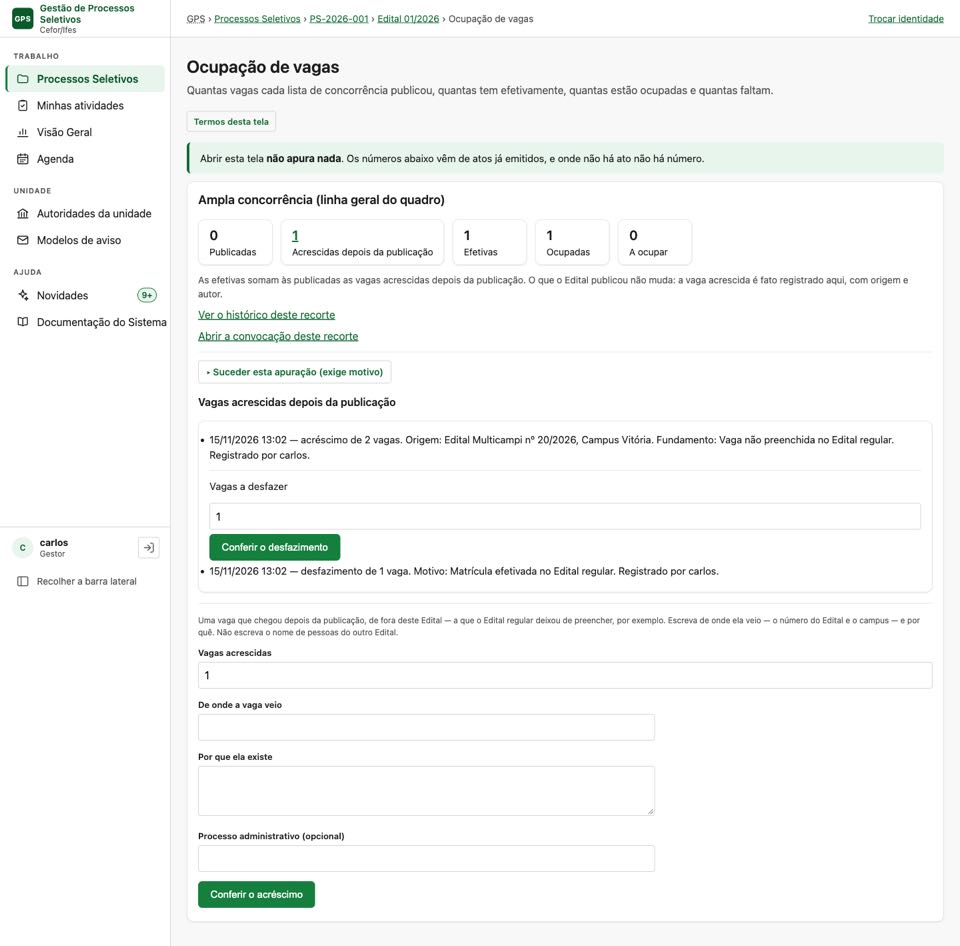 GPS
Gestão de Processos
Seletivos
Cefor/Ifes
GPS › Processos Seletivos › PS-2026-001 › Edital 01/2026 › Ocupação de vagas
Trocar identidade
TRABALHO
Processos Seletivos
Minhas atividades
Visão Geral
Agenda
UNIDADE
Autoridades da unidade
Modelos de aviso
AJUDA
Novidades
9+
Documentação do Sistema
C
carlos
Gestor
Recolher a barra lateral
Ocupação de vagas
Quantas vagas cada lista de concorrência publicou, quantas tem efetivamente, quantas estão ocupadas e quantas faltam.
Termos desta tela
Abrir esta tela não apura nada. Os números abaixo vêm de atos já emitidos, e onde não há ato não há número.
Ampla concorrência (linha geral do quadro)
0
Publicadas
1
Acrescidas depois da publicação
1
Efetivas
1
Ocupadas
0
A ocupar
As efetivas somam às publicadas as vagas acrescidas depois da publicação. O que o Edital publicou não muda: a vaga acrescida é fato registrado aqui, com origem e
autor.
Ver o histórico deste recorte
Abrir a convocação deste recorte
▸ Suceder esta apuração (exige motivo)
Vagas acrescidas depois da publicação
• 15/11/2026 13:02 — acréscimo de 2 vagas. Origem: Edital Multicampi nº 20/2026, Campus Vitória. Fundamento: Vaga não preenchida no Edital regular.
Registrado por carlos.
Vagas a desfazer
1
Conferir o desfazimento
• 15/11/2026 13:02 — desfazimento de 1 vaga. Motivo: Matrícula efetivada no Edital regular. Registrado por carlos.
Uma vaga que chegou depois da publicação, de fora deste Edital — a que o Edital regular deixou de preencher, por exemplo. Escreva de onde ela veio — o número do Edital e o campus — e por
quê. Não escreva o nome de pessoas do outro Edital.
Vagas acrescidas
1
De onde a vaga veio
Por que ela existe
Processo administrativo (opcional)
Conferir o acréscimo